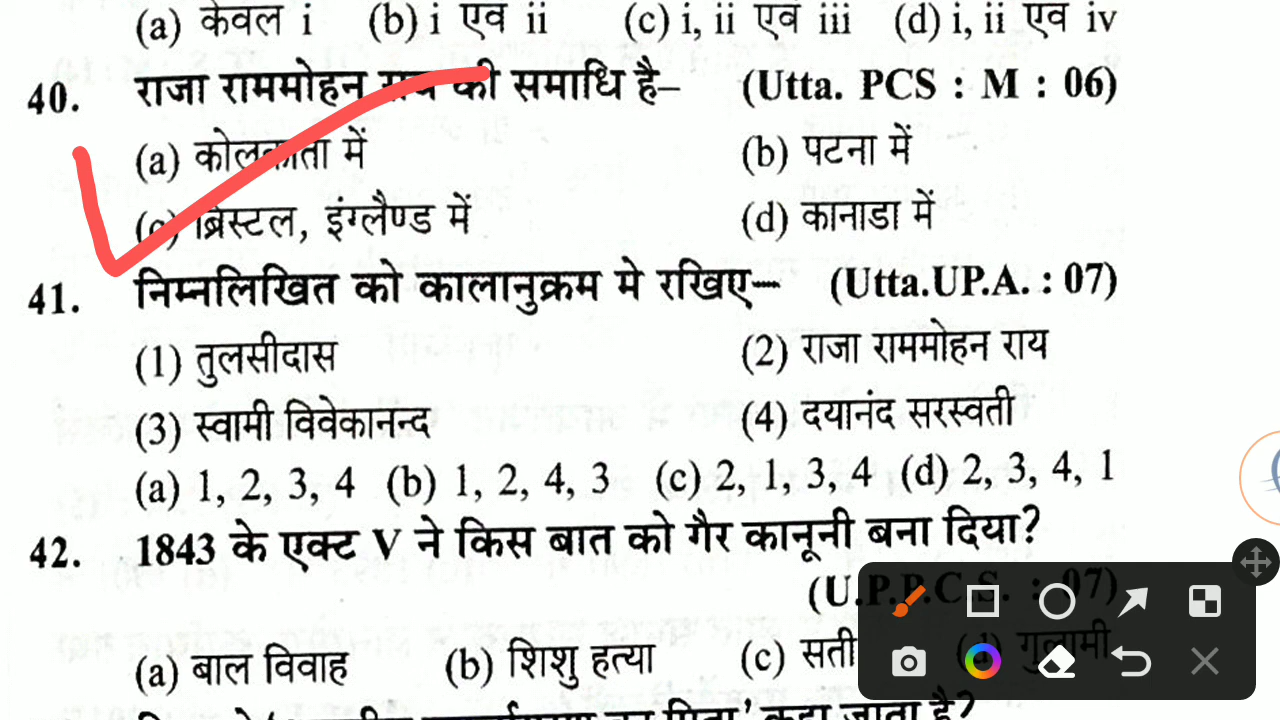 (a) केवल i (b) i एवं ii (c) i, ii एवं iii (d) i, ii एवं iv
40. राजा राममोहन राय की समाधि है– (Utta. PCS : M : 06)
(a) कोलकाता में (b) पटना में
(c) ब्रिस्टल, इंग्लैण्ड में (d) कानाडा में
41. निम्नलिखित को कालानुक्रम मे रखिए– (Utta.UP.A. : 07)
(1) तुलसीदास (2) राजा राममोहन राय
(3) स्वामी विवेकानन्द (4) दयानंद सरस्वती
(a) 1, 2, 3, 4 (b) 1, 2, 4, 3 (c) 2, 1, 3, 4 (d) 2, 3, 4, 1
42. 1843 के एक्ट V ने किस बात को गैर कानूनी बना दिया?
(U.P.P.C.S. : 07)
(a) बाल विवाह (b) शिशु हत्या (c) सती (d) गुलामी
कहा जाता है?